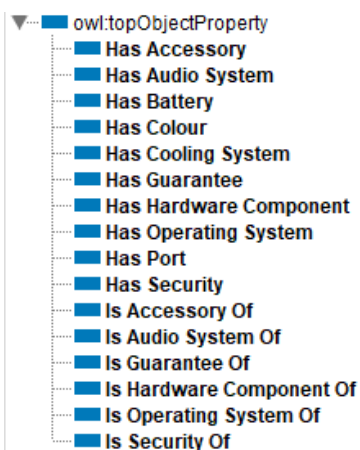 owl:topObjectProperty
Has Accessory
Has Audio System
Has Battery
Has Colour
Has Cooling System
Has Guarantee
Has Hardware Component
Has Operating System
Has Port
Has Security
Is Accessory Of
Is Audio System Of
Is Guarantee Of
Is Hardware Component Of
Is Operating System Of
Is Security Of